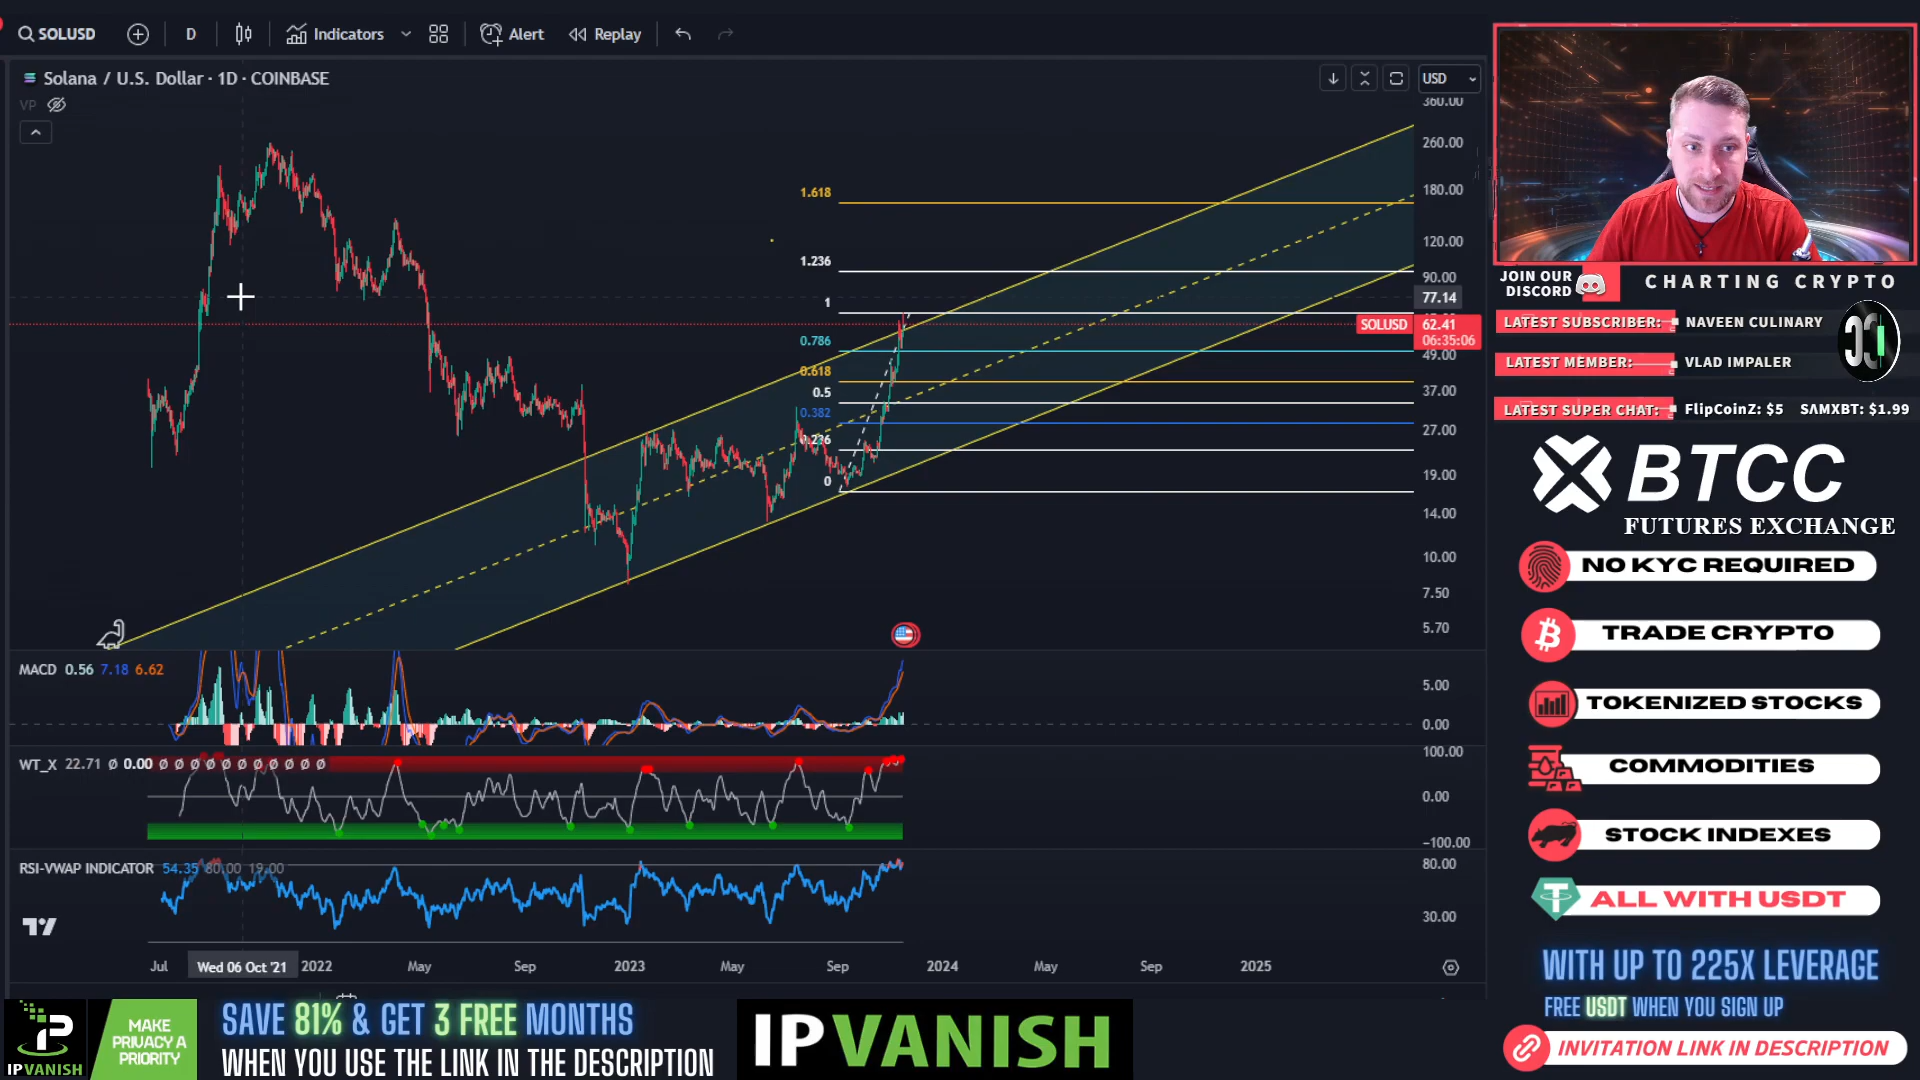 SOLUSD
D
Indicators
Alert
Replay
Solana / U.S. Dollar · 1D · COINBASE
USD
VP
360.00
260.00
180.00
120.00
90.00
77.14
SOLUSD 62.41
06:35:06
49.00
37.00
27.00
19.00
14.00
10.00
7.50
5.70
1.618
1.236
1
0.786
0.618
0.5
0.382
0.236
0
MACD 0.56 7.18 6.62
5.00
0.00
WT_X 22.71 Ø 0.00 Ø Ø Ø Ø Ø Ø Ø Ø Ø Ø Ø
100.00
0.00
−100.00
RSI-VWAP INDICATOR 54.35 80.00 19.00
80.00
30.00
Jul
Wed 06 Oct '21
2022
May
Sep
2023
May
Sep
2024
May
Sep
2025
JOIN OUR
DISCORD
CHARTING CRYPTO
LATEST SUBSCRIBER: NAVEEN CULINARY
LATEST MEMBER: VLAD IMPALER
LATEST SUPER CHAT: FlipCoinZ: $5 SAMXBT: $1.99
BTCC
FUTURES EXCHANGE
NO KYC REQUIRED
TRADE CRYPTO
TOKENIZED STOCKS
COMMODITIES
STOCK INDEXES
ALL WITH USDT
WITH UP TO 225X LEVERAGE
FREE USDT WHEN YOU SIGN UP
INVITATION LINK IN DESCRIPTION
IPVANISH
MAKE
PRIVACY A
PRIORITY
SAVE 81% & GET 3 FREE MONTHS
WHEN YOU USE THE LINK IN THE DESCRIPTION
IPVANISH